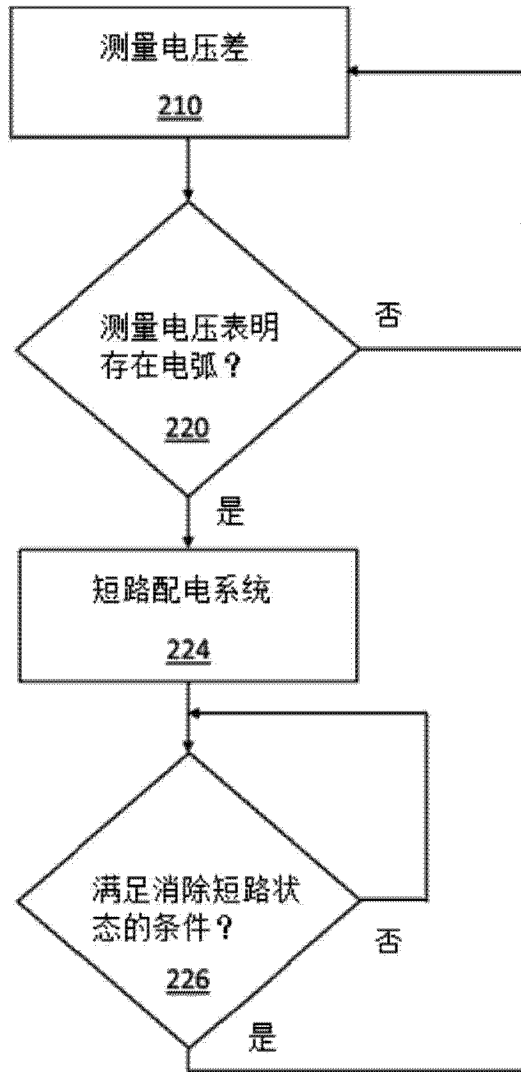 测量电压差
210
测量电压表明
存在电弧？
220
否
是
短路配电系统
224
满足消除短路状
态的条件？
226
否
是